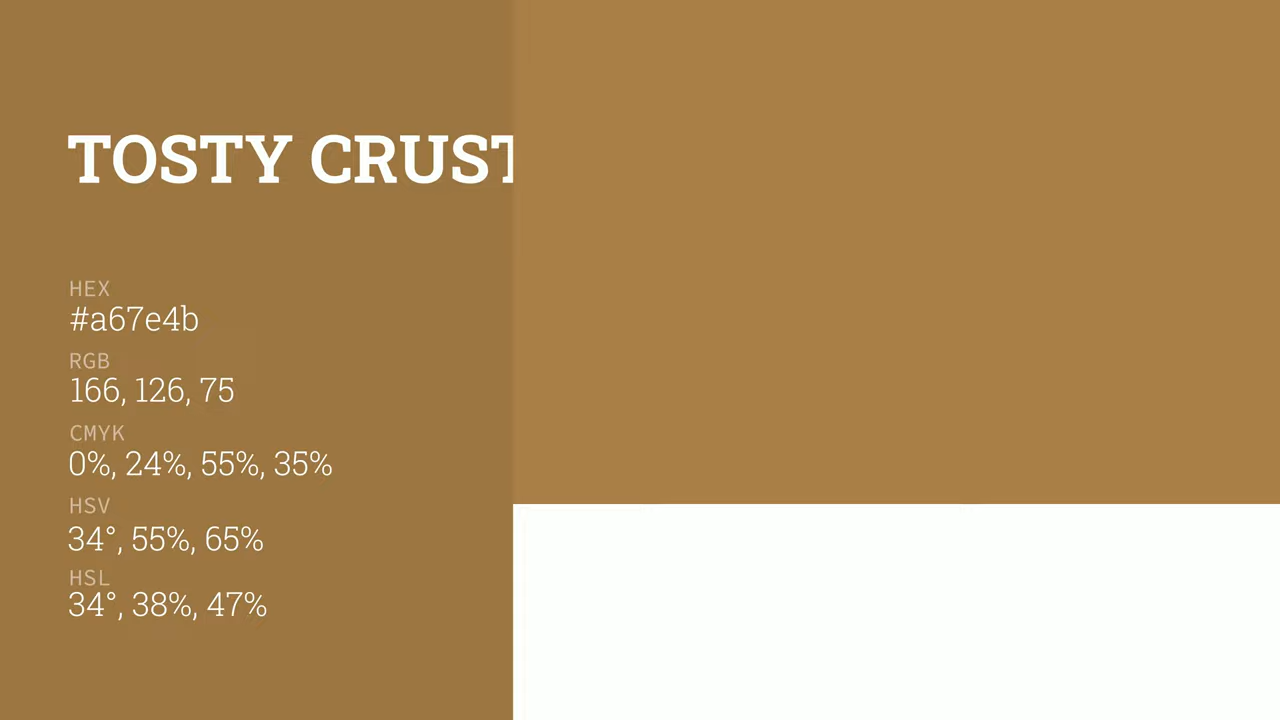 TOSTY CRUST
HEX
#a67e4b
RGB
166, 126, 75
CMYK
0%, 24%, 55%, 35%
HSV
34°, 55%, 65%
HSL
34°, 38%, 47%